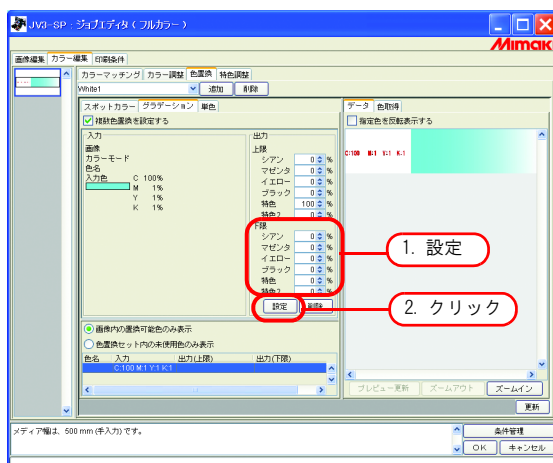 JV3-SP : ジョブエディタ ( フルカラー )
Mimaki
画像編集 カラー編集 印刷条件
カラーマッチング カラー調整 色置換 特色調整
White1 追加 削除
スポットカラー グラデーション 単色
データ 色取得
複数色置換を設定する
指定色を反転表示する
入力
画像
カラーモード
色名
入力色 C 100%
M 1%
Y 1%
K 1%
出力
上限
シアン 0 %
マゼンタ 0 %
イエロー 0 %
ブラック 0 %
特色 100 %
特色2
下限
シアン 0 %
マゼンタ 0 %
イエロー 0 %
ブラック 0 %
特色 0 %
特色2 0 %
設定 削除
C:100 M:1 Y:1 K:1
1. 設定
2. クリック
画像内の置換可能色のみ表示
色置換セット内の未使用色のみ表示
色名 入力 出力(上限) 出力(下限)
C:100 M:1 Y:1 K:1
プレビュー更新 ズームアウト ズームイン
更新
メディア幅は、500 mm (手入力) です。
条件管理
OK キャンセル